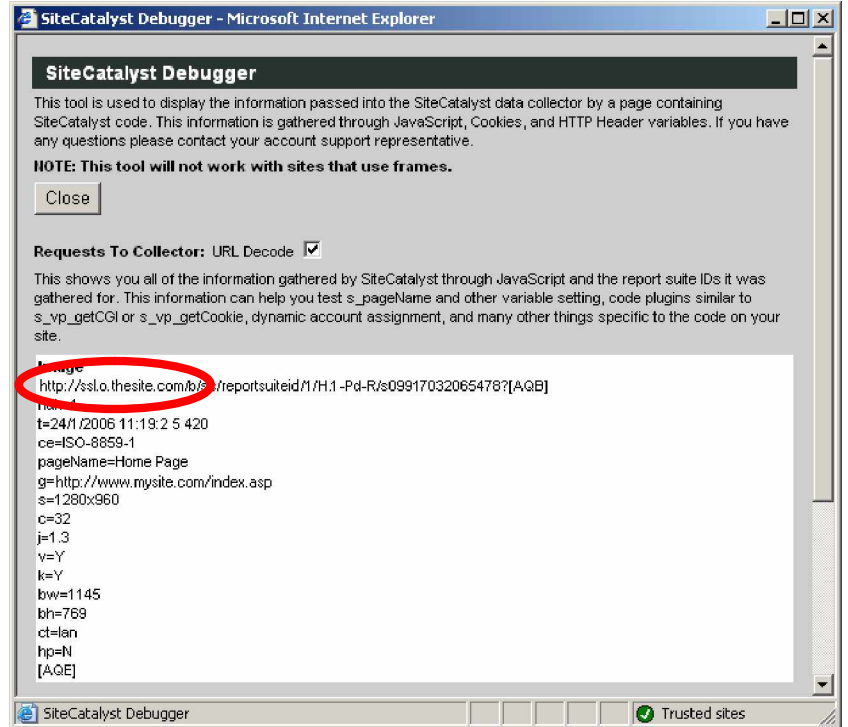 SiteCatalyst Debugger - Microsoft Internet Explorer
SiteCatalyst Debugger
This tool is used to display the information passed into the SiteCatalyst data collector by a page containing
SiteCatalyst code. This information is gathered through JavaScript, Cookies, and HTTP Header variables. If you have
any questions please contact your account support representative.
NOTE: This tool will not work with sites that use frames.
Close
Requests To Collector: URL Decode
This shows you all of the information gathered by SiteCatalyst through JavaScript and the report suite IDs it was
gathered for. This information can help you test s_pageName and other variable setting, code plugins similar to
s_vp_getCGI or s_vp_getCookie, dynamic account assignment, and many other things specific to the code on your
site.
Image
http://ssl.o.thesite.com/b/ss/reportsuiteid/1/H.1-Pd-R/s09917032065478?[AQB]
t=24/1/2006 11:19:2 5 420
ce=ISO-8859-1
pageName=Home Page
g=http://www.mysite.com/index.asp
s=1280x960
c=32
j=1.3
v=Y
k=Y
bw=1145
bh=769
ct=lan
hp=N
[AQE]
SiteCatalyst Debugger
Trusted sites